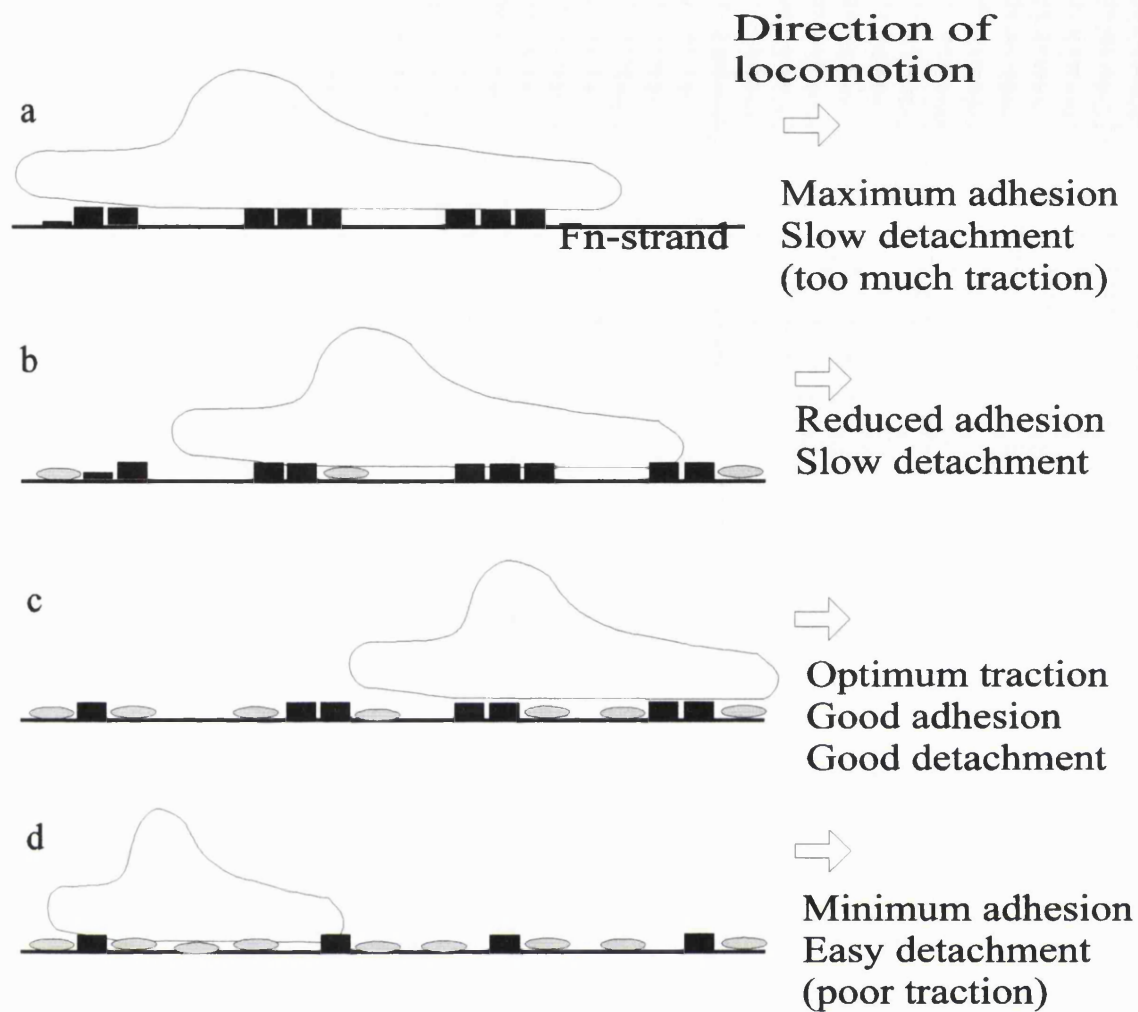 Direction of
locomotion
a
Maximum adhesion
Slow detachment
(too much traction)
Fn-strand
b
Reduced adhesion
Slow detachment
c
Optimum traction
Good adhesion
Good detachment
d
Minimum adhesion
Easy detachment
(poor traction)